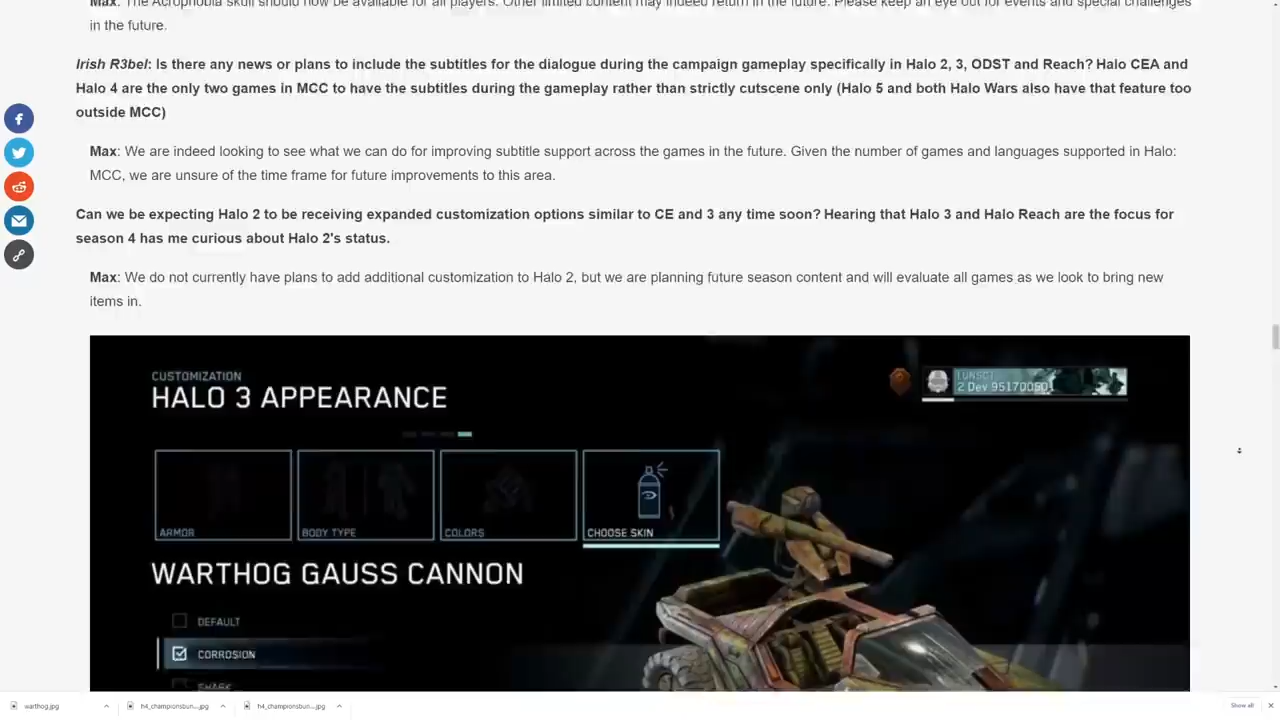 Max: The Acrophobia skull should now be available for all players. Other limited content may indeed return in the future. Please keep an eye out for events and special challenges
in the future.
Irish R3bel: Is there any news or plans to include the subtitles for the dialogue during the campaign gameplay specifically in Halo 2, 3, ODST and Reach? Halo CEA and
Halo 4 are the only two games in MCC to have the subtitles during the gameplay rather than strictly cutscene only (Halo 5 and both Halo Wars also have that feature too
outside MCC)
Max: We are indeed looking to see what we can do for improving subtitle support across the games in the future. Given the number of games and languages supported in Halo:
MCC, we are unsure of the time frame for future improvements to this area.
Can we be expecting Halo 2 to be receiving expanded customization options similar to CE and 3 any time soon? Hearing that Halo 3 and Halo Reach are the focus for
season 4 has me curious about Halo 2's status.
Max: We do not currently have plans to add additional customization to Halo 2, but we are planning future season content and will evaluate all games as we look to bring new
items in.
CUSTOMIZATION
HALO 3 APPEARANCE
2 Dev
ARMOR
BODY TYPE
COLORS
CHOOSE SKIN
WARTHOG GAUSS CANNON
DEFAULT
CORROSION
warthog.jpg
h4_championsbun....jpg
h4_championsbun....jpg
Show all